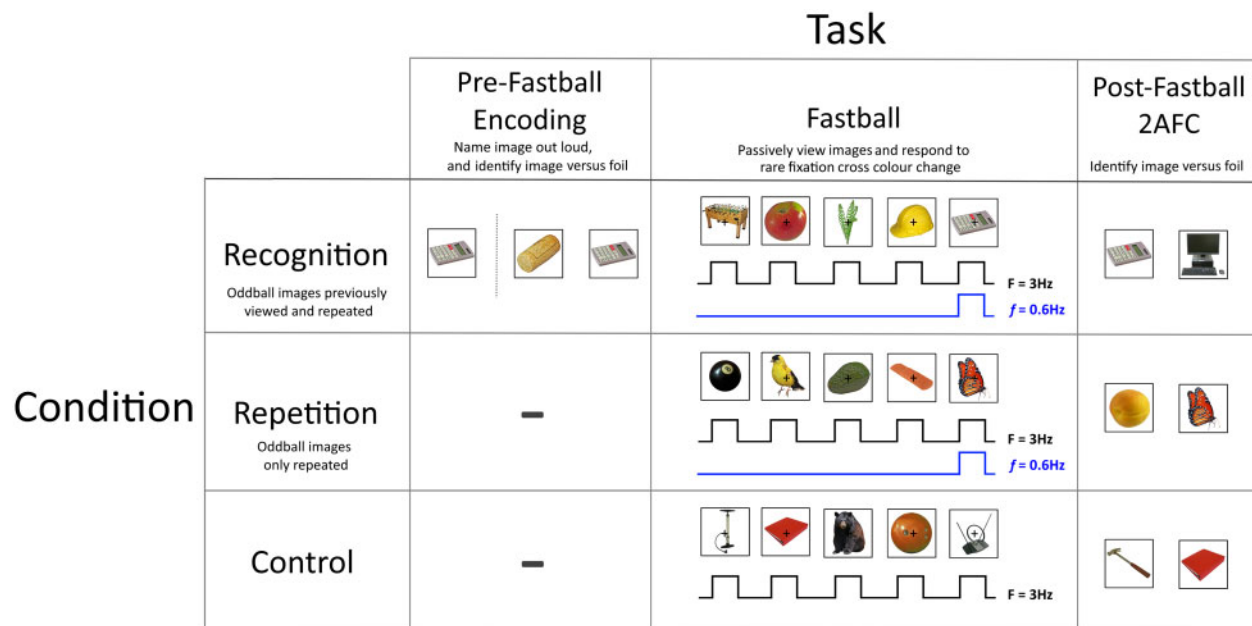 Task
Pre-Fastball
Encoding
Name image out loud,
and identify image versus foil
Fastball
Passively view images and respond to
rare fixation cross colour change
Post-Fastball
2AFC
Identify image versus foil
Condition
Recognition
Oddball images previously
viewed and repeated
F = 3Hz
f = 0.6Hz
Repetition
Oddball images
only repeated
-
F = 3Hz
f = 0.6Hz
Control
-
F = 3Hz